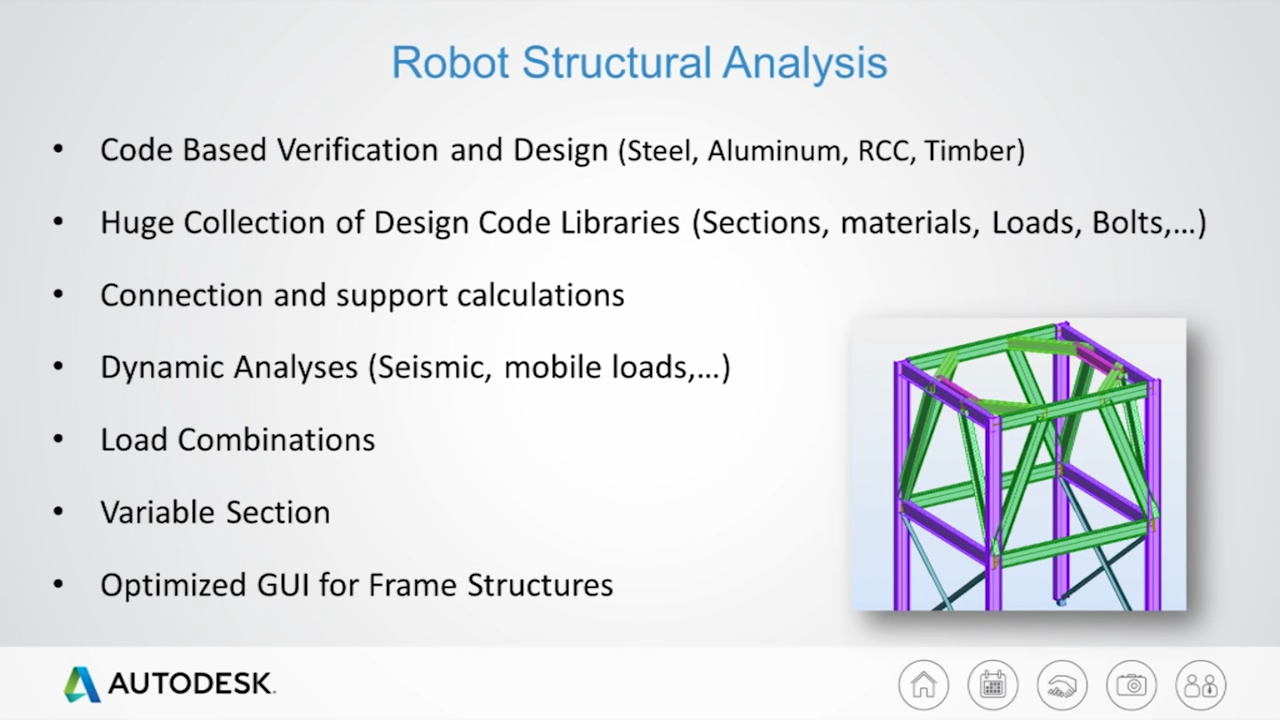 Robot Structural Analysis
• Code Based Verification and Design (Steel, Aluminum, RCC, Timber)
• Huge Collection of Design Code Libraries (Sections, materials, Loads, Bolts,...)
• Connection and support calculations
• Dynamic Analyses (Seismic, mobile loads,...)
• Load Combinations
• Variable Section
• Optimized GUI for Frame Structures
AUTODESK.